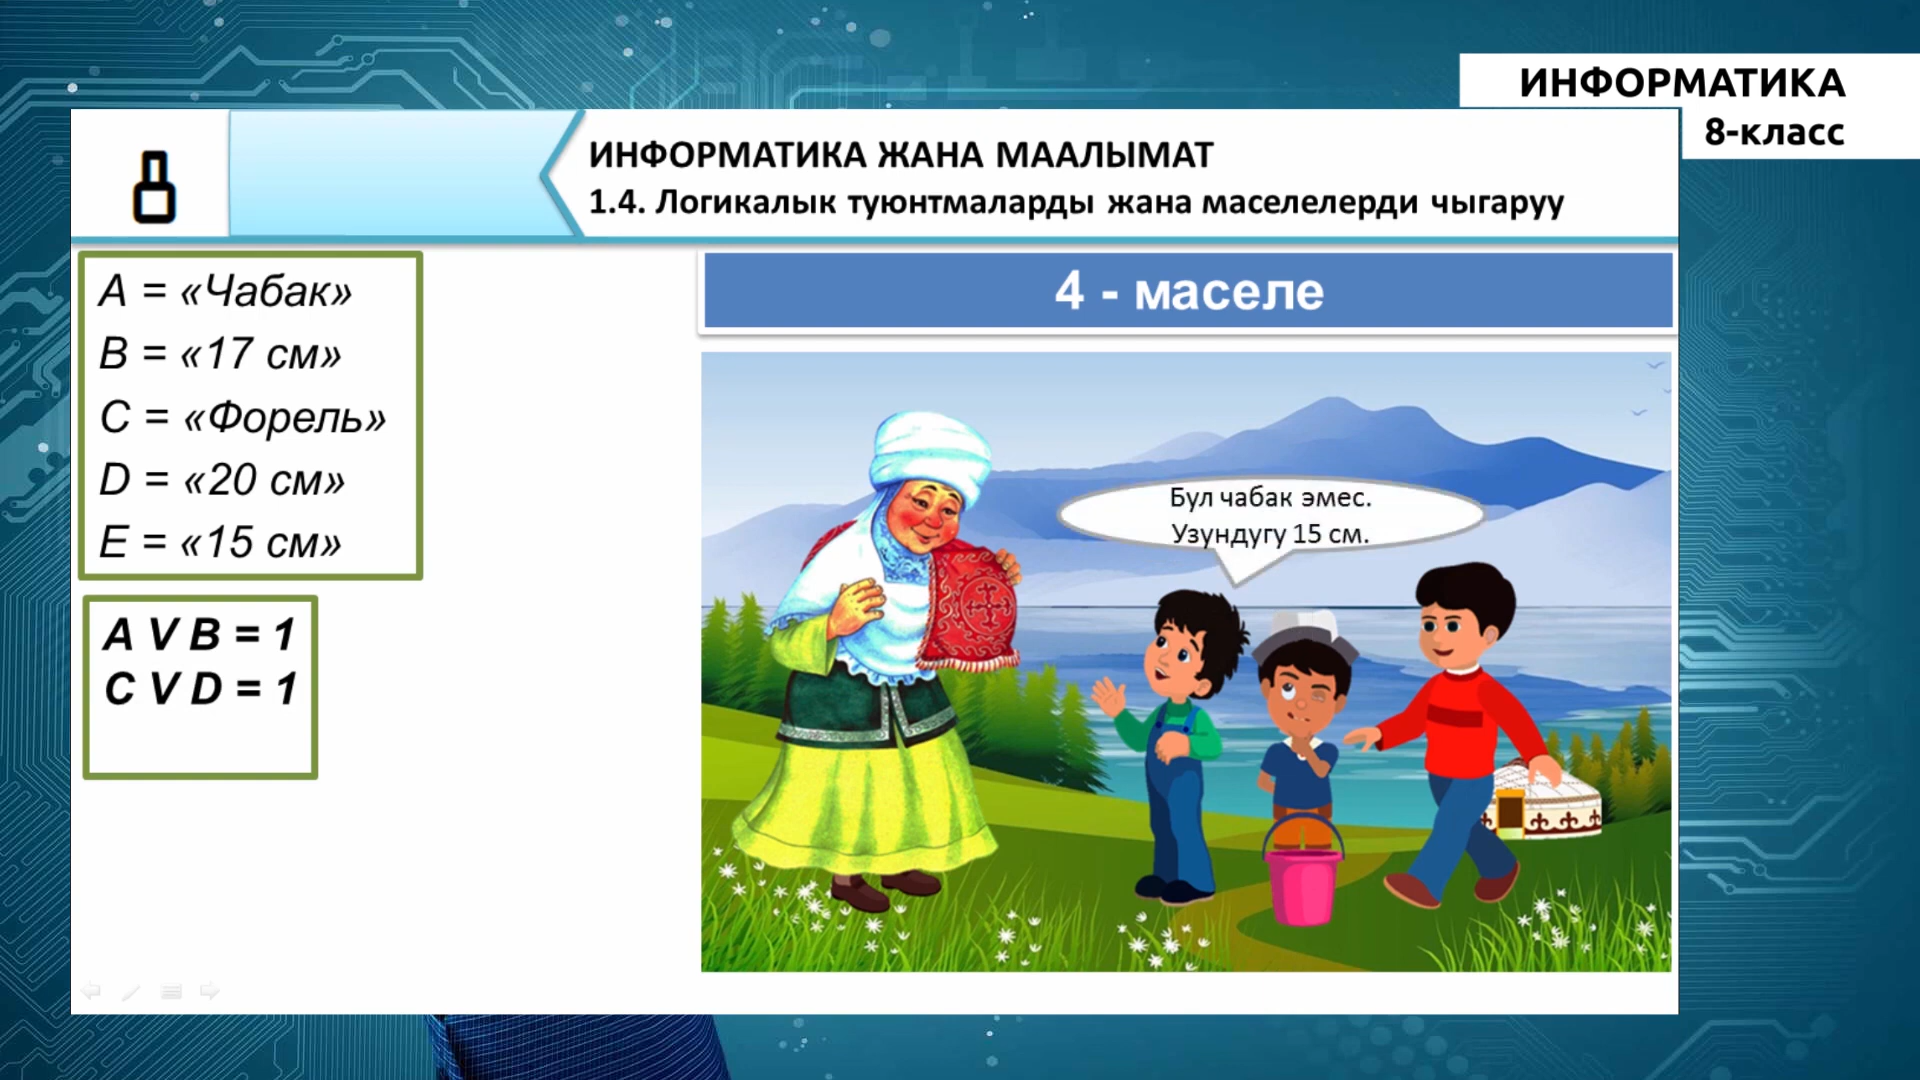 ИНФОРМАТИКА
8-класс
8
ИНФОРМАТИКА ЖАНА МААЛЫМАТ
1.4. Логикалык туюнтмаларды жана маселелерди чыгаруу
A = «Чабак»
B = «17 см»
C = «Форель»
D = «20 см»
E = «15 см»
A V B = 1
C V D = 1
4 - маселе
Бул чабак эмес.
Узундугу 15 см.